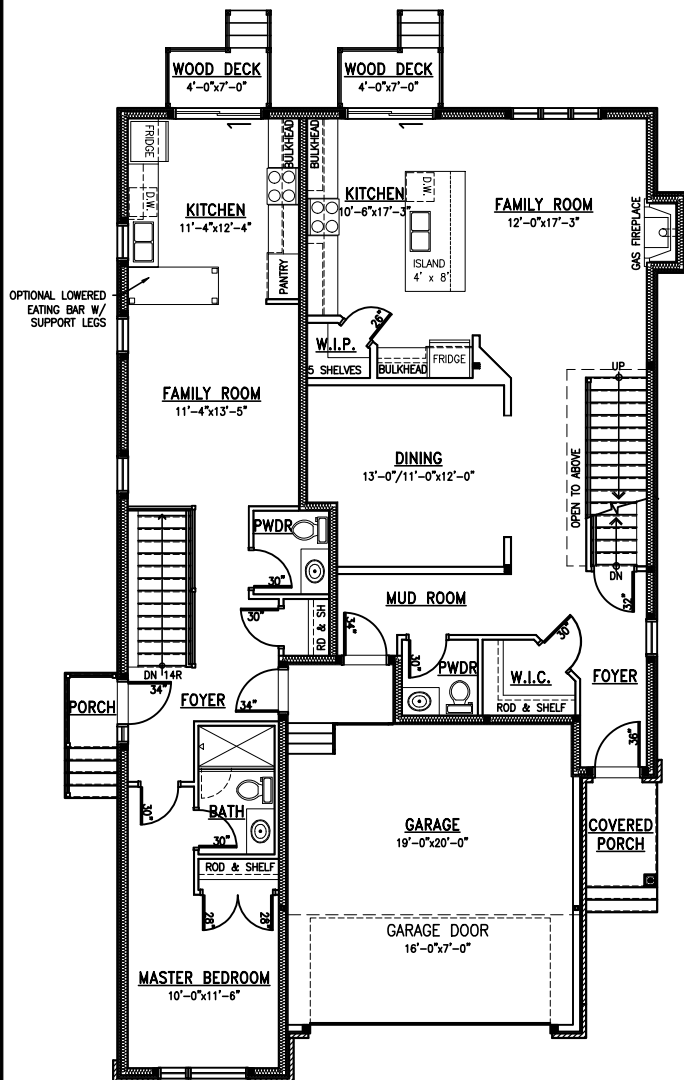 WOOD DECK
4'-0"x7'-0"
WOOD DECK
4'-0"x7'-0"
FRIDGE
BULKHEAD
BULKHEAD
D.W.
D.W.
KITCHEN
11'-4"x12'-4"
KITCHEN
10'-6"x17'-3"
FAMILY ROOM
12'-0"x17'-3"
GAS FIREPLACE
ISLAND
4' x 8'
PANTRY
OPTIONAL LOWERED
EATING BAR W/
SUPPORT LEGS
26"
W.I.P.
5 SHELVES
BULKHEAD
FRIDGE
UP
FAMILY ROOM
11'-4"x13'-5"
DINING
13'-0"/11'-0"x12'-0"
OPEN TO ABOVE
PWDR
30"
DN
MUD ROOM
32"
30"
RD & SH
34"
30"
30"
PWDR
W.I.C.
ROD & SHELF
FOYER
DN 14R
34"
FOYER
34"
PORCH
36"
30"
BATH
30"
ROD & SHELF
28"
28"
GARAGE
19'-0"x20'-0"
COVERED
PORCH
GARAGE DOOR
16'-0"x7'-0"
MASTER BEDROOM
10'-0"x11'-6"